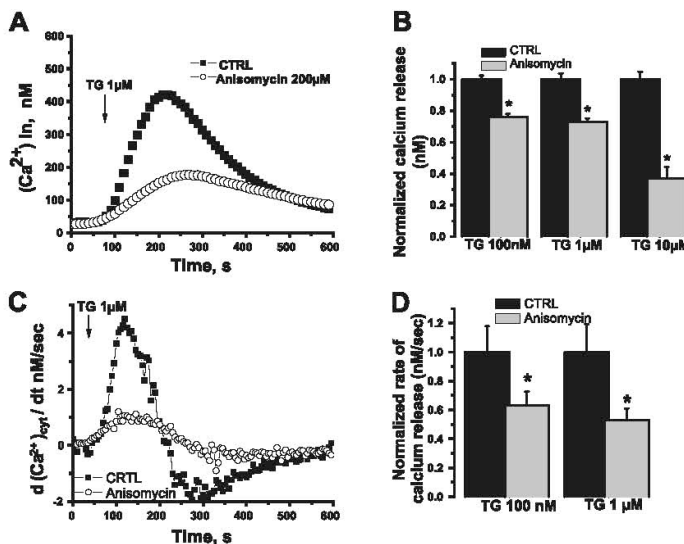 A
600
500
400
300
200
100
0
(Ca2+) in, nM
TG 1µM
CTRL
Anisomycin 200µM
0 100 200 300 400 500 600
Time, s
B
CTRL
Anisomycin
Normalized calcium release
(nM)
1.0
0.8
0.6
0.4
0.2
0.0
* * *
TG 100nM TG 1µM TG 10µM
C
TG 1µM
d (Ca2+)cyt / dt nM/sec
4
2
0
-2
CRTL
Anisomycin
0 100 200 300 400 500 600
Time, s
D
CTRL
Anisomycin
Normalized rate of
calcium release (nM/sec)
1.2
1.0
0.8
0.6
0.4
0.2
0.0
* *
TG 100 nM TG 1 µM